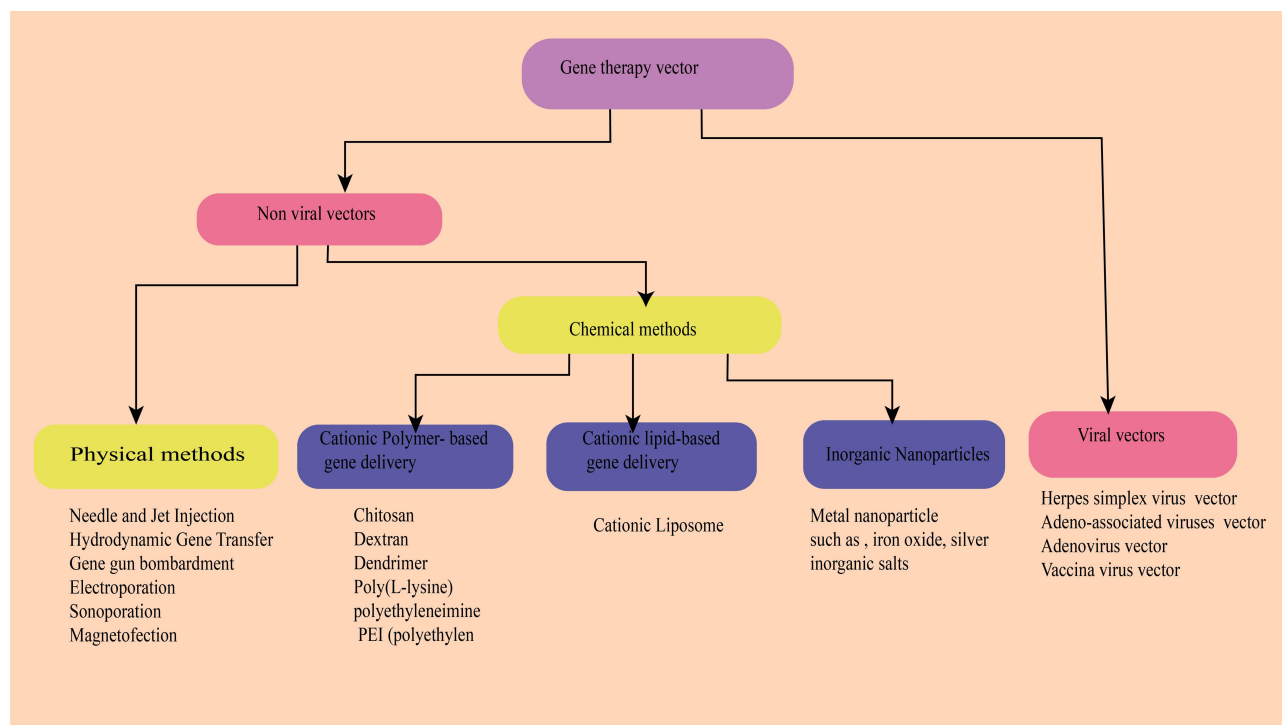 Gene therapy vector
Non viral vectors
Chemical methods
Physical methods
Needle and Jet Injection
Hydrodynamic Gene Transfer
Gene gun bombardment
Electroporation
Sonoporation
Magnetofection
Cationic Polymer- based
gene delivery
Chitosan
Dextran
Dendrimer
Poly(L-lysine)
polyethyleneimine
PEI (polyethylen
Cationic lipid-based
gene delivery
Cationic Liposome
Inorganic Nanoparticles
Metal nanoparticle
such as , iron oxide, silver
inorganic salts
Viral vectors
Herpes simplex virus vector
Adeno-associated viruses vector
Adenovirus vector
Vaccina virus vector